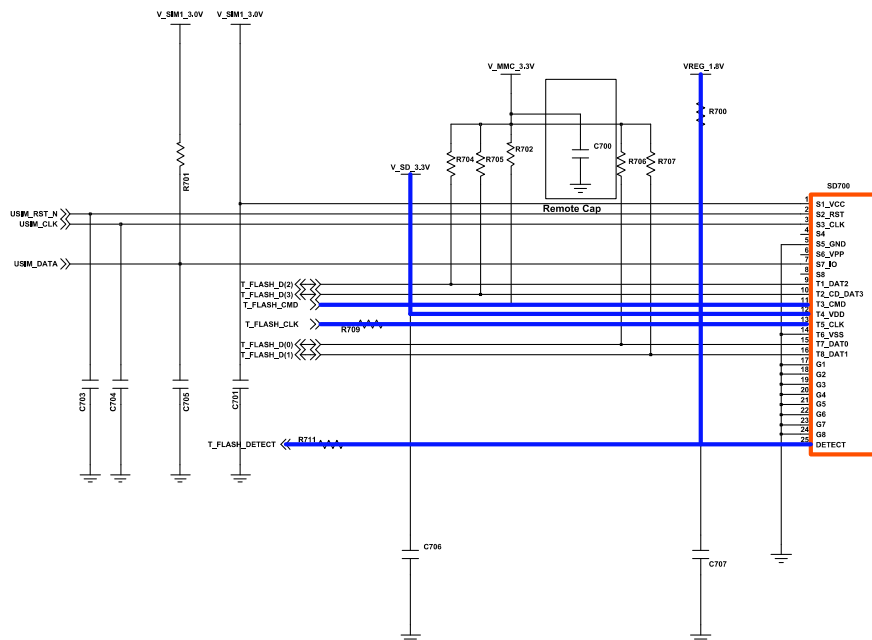 V_SIM1_3.0V
V_SIM1_3.0V
V_MMC_3.3V
VREG_1.8V
R700
C700
R704
R705
R702
R706
R707
R701
V_SD_3.3V
Remote Cap
SD700
USIM_RST_N
USIM_CLK
USIM_DATA
1 S1_VCC
2 S2_RST
3 S3_CLK
4 S4
5 S5_GND
6 S6_VPP
7 S7_IO
8 S8
9 T1_DAT2
10 T2_CD_DAT3
11 T3_CMD
12 T4_VDD
13 T5_CLK
14 T6_VSS
15 T7_DAT0
16 T8_DAT1
17 G1
18 G2
19 G3
20 G4
21 G5
22 G6
23 G7
24 G8
25 DETECT
T_FLASH_D(2)
T_FLASH_D(3)
T_FLASH_CMD
T_FLASH_CLK
R709
T_FLASH_D(0)
T_FLASH_D(1)
C703
C704
C705
C701
T_FLASH_DETECT
R711
C706
C707